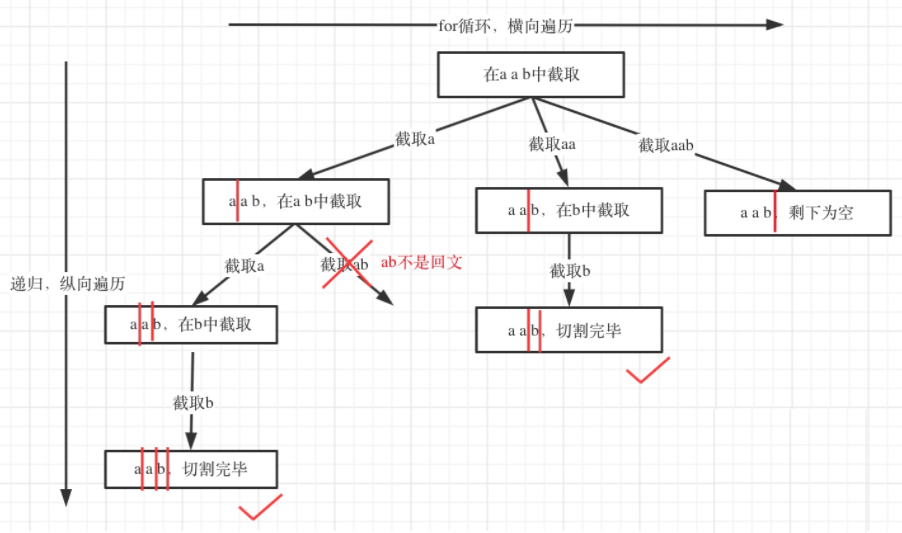 for循环，横向遍历
在a a b中截取
截取a
截取aa
截取aab
a a b，在a b中截取
a a b，在b中截取
a a b，剩下为空
截取a
截取ab
ab不是回文
截取b
递归，纵向遍历
a a b，在b中截取
a a b，切割完毕
截取b
a a b，切割完毕